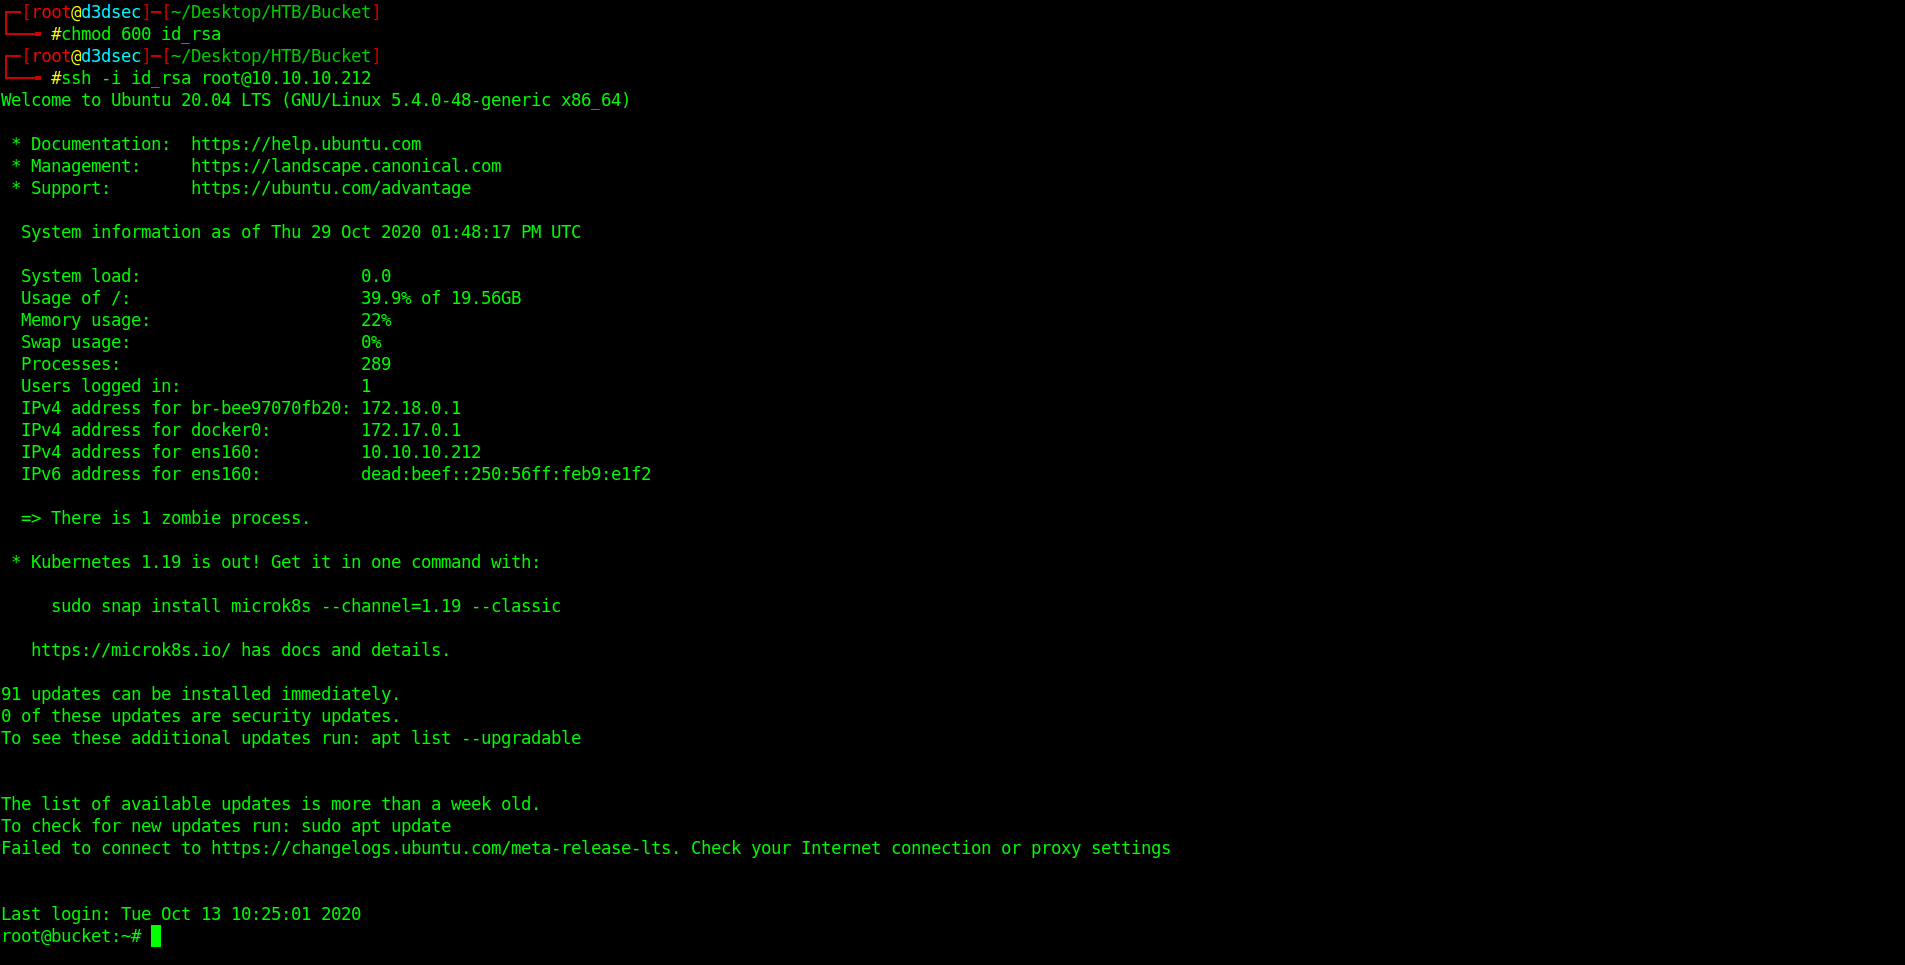 ┌─[root@d3dsec]─[~/Desktop/HTB/Bucket]
└──╼ #chmod 600 id_rsa
┌─[root@d3dsec]─[~/Desktop/HTB/Bucket]
└──╼ #ssh -i id_rsa root@10.10.10.212
Welcome to Ubuntu 20.04 LTS (GNU/Linux 5.4.0-48-generic x86_64)

 * Documentation:  https://help.ubuntu.com
 * Management:     https://landscape.canonical.com
 * Support:        https://ubuntu.com/advantage

  System information as of Thu 29 Oct 2020 01:48:17 PM UTC

  System load:                      0.0
  Usage of /:                       39.9% of 19.56GB
  Memory usage:                     22%
  Swap usage:                       0%
  Processes:                        289
  Users logged in:                  1
  IPv4 address for br-bee97070fb20: 172.18.0.1
  IPv4 address for docker0:         172.17.0.1
  IPv4 address for ens160:          10.10.10.212
  IPv6 address for ens160:          dead:beef::250:56ff:feb9:e1f2

  => There is 1 zombie process.

 * Kubernetes 1.19 is out! Get it in one command with:

     sudo snap install microk8s --channel=1.19 --classic

   https://microk8s.io/ has docs and details.

91 updates can be installed immediately.
0 of these updates are security updates.
To see these additional updates run: apt list --upgradable

The list of available updates is more than a week old.
To check for new updates run: sudo apt update
Failed to connect to https://changelogs.ubuntu.com/meta-release-lts. Check your Internet connection or proxy settings

Last login: Tue Oct 13 10:25:01 2020
root@bucket:~#